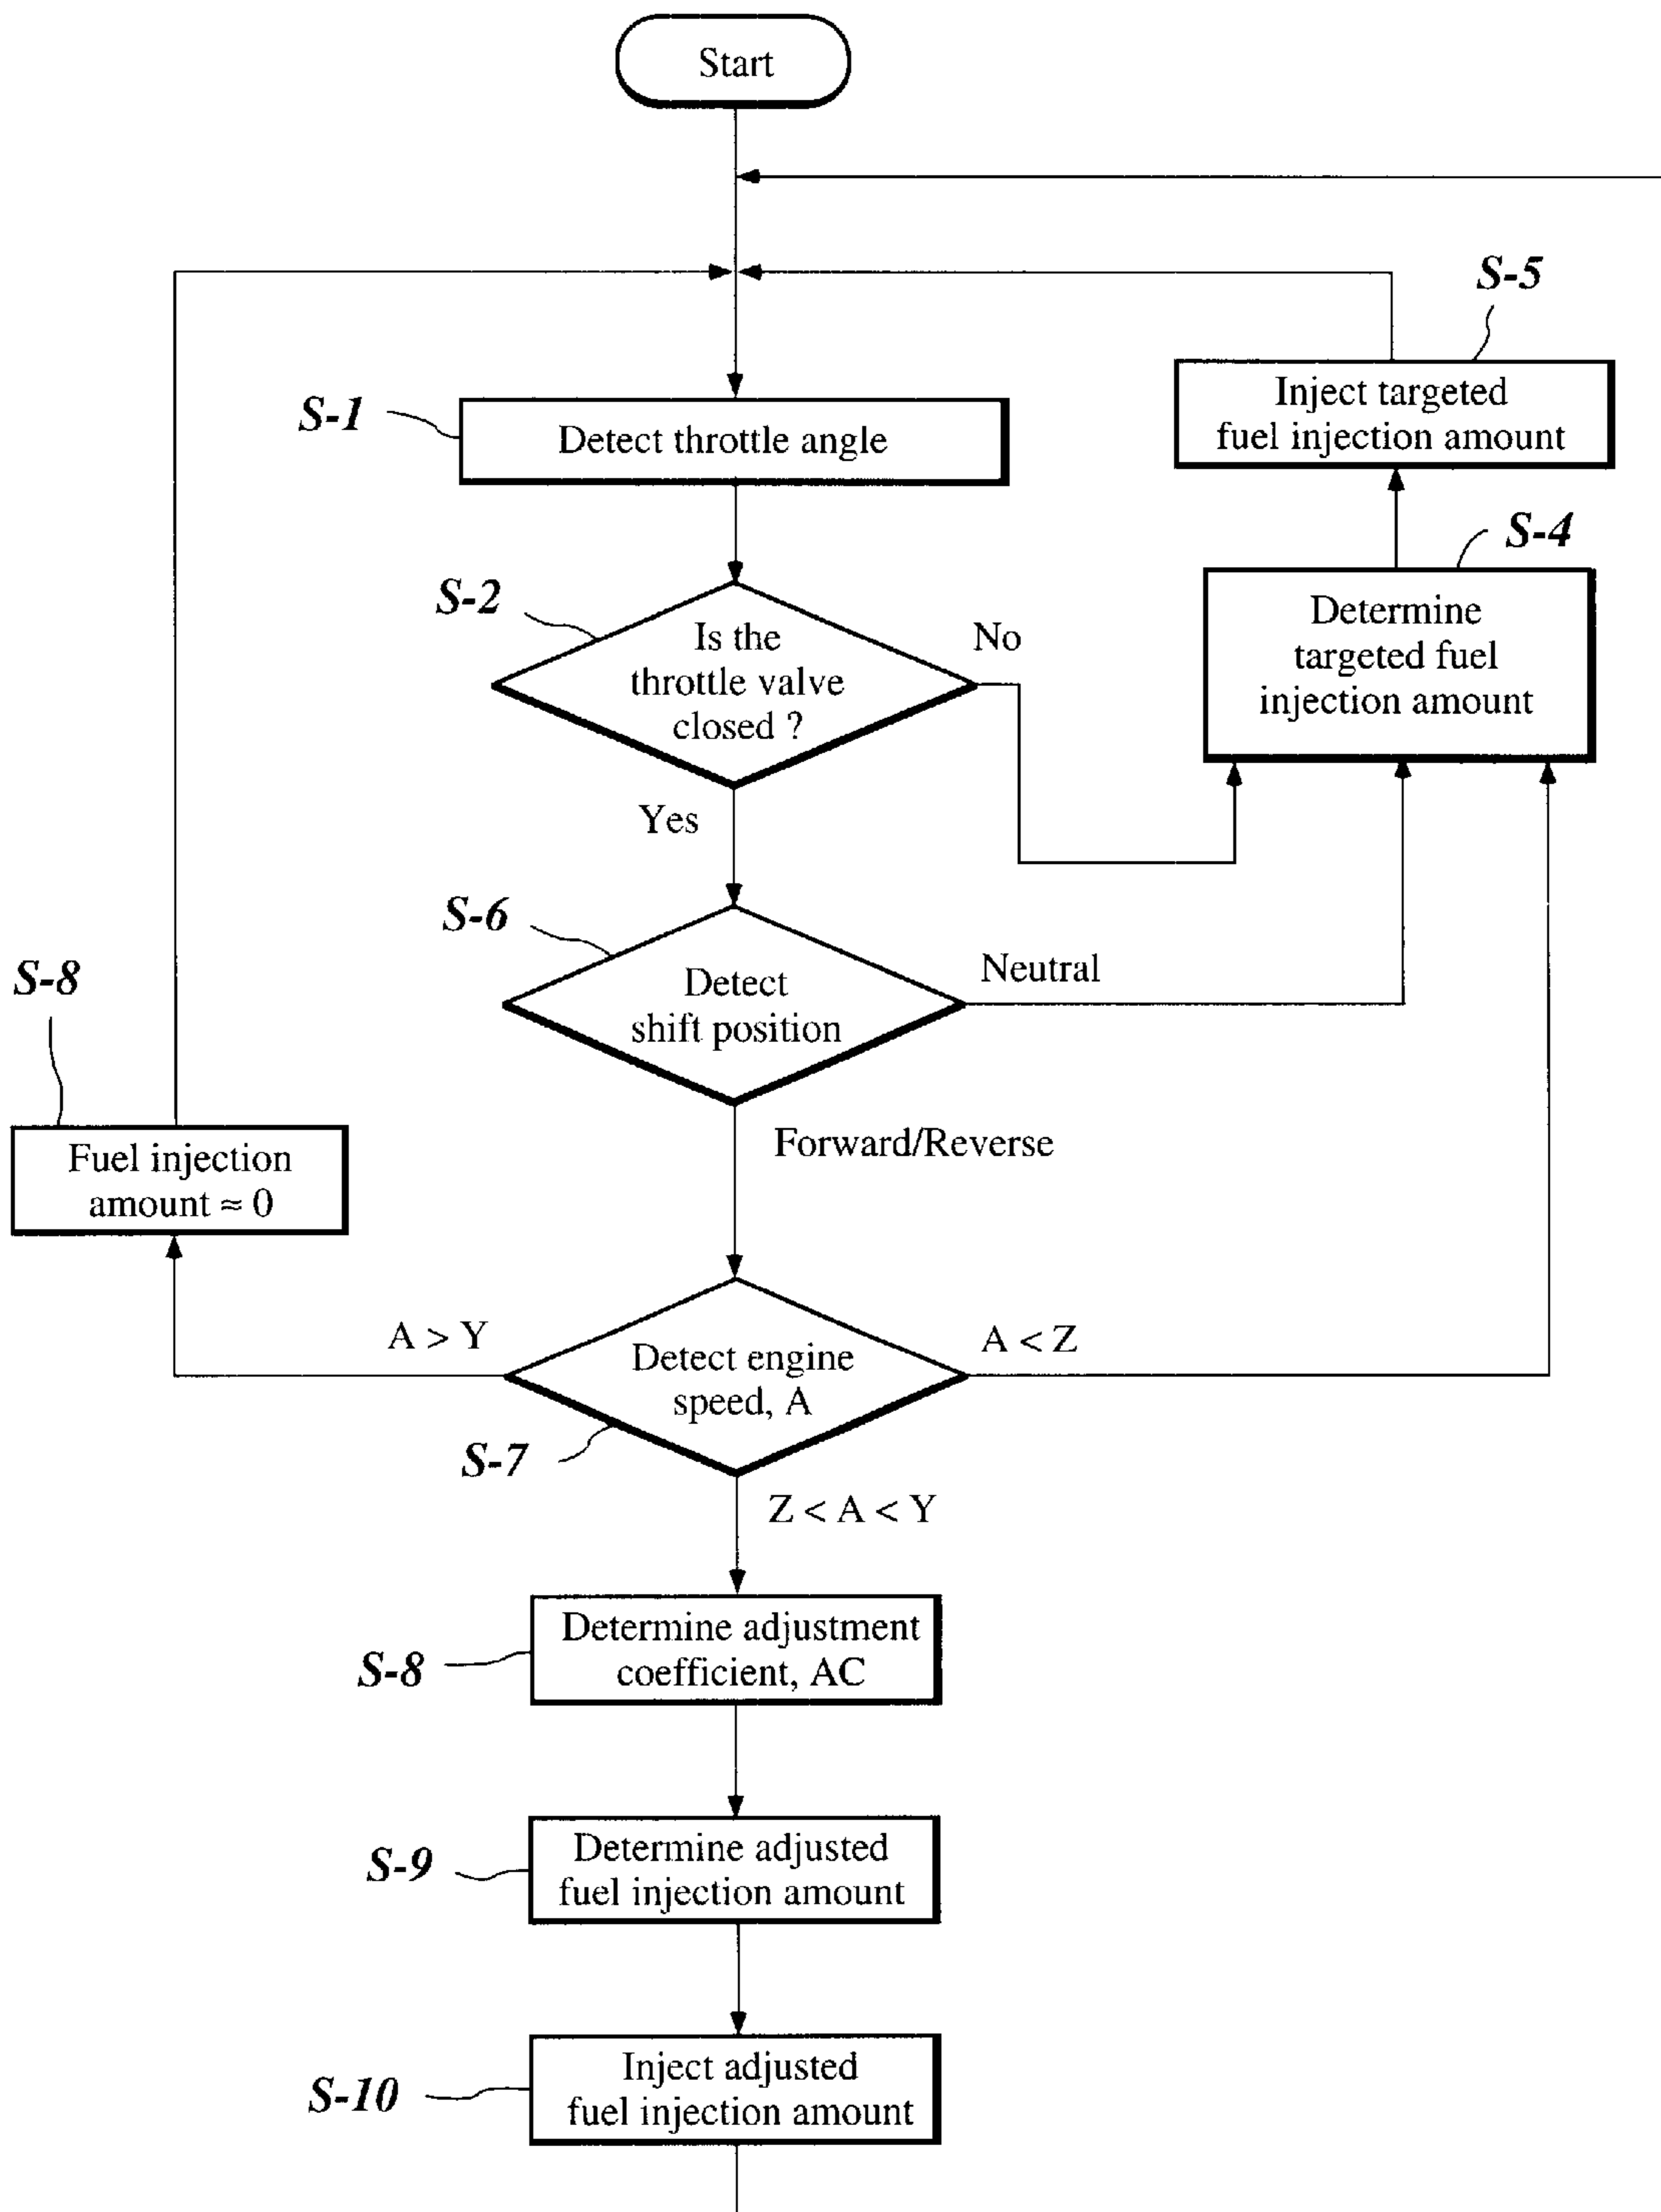 Start
S-5
Inject targeted
fuel injection amount
S-1
Detect throttle angle
S-4
Determine
targeted fuel
injection amount
S-2
Is the
throttle valve
closed ?
No
Yes
S-6
Detect
shift position
Neutral
S-8
Fuel injection
amount ≈ 0
Forward/Reverse
A > Y
Detect engine
speed, A
A < Z
S-7
Z < A < Y
S-8
Determine adjustment
coefficient, AC
S-9
Determine adjusted
fuel injection amount
S-10
Inject adjusted
fuel injection amount